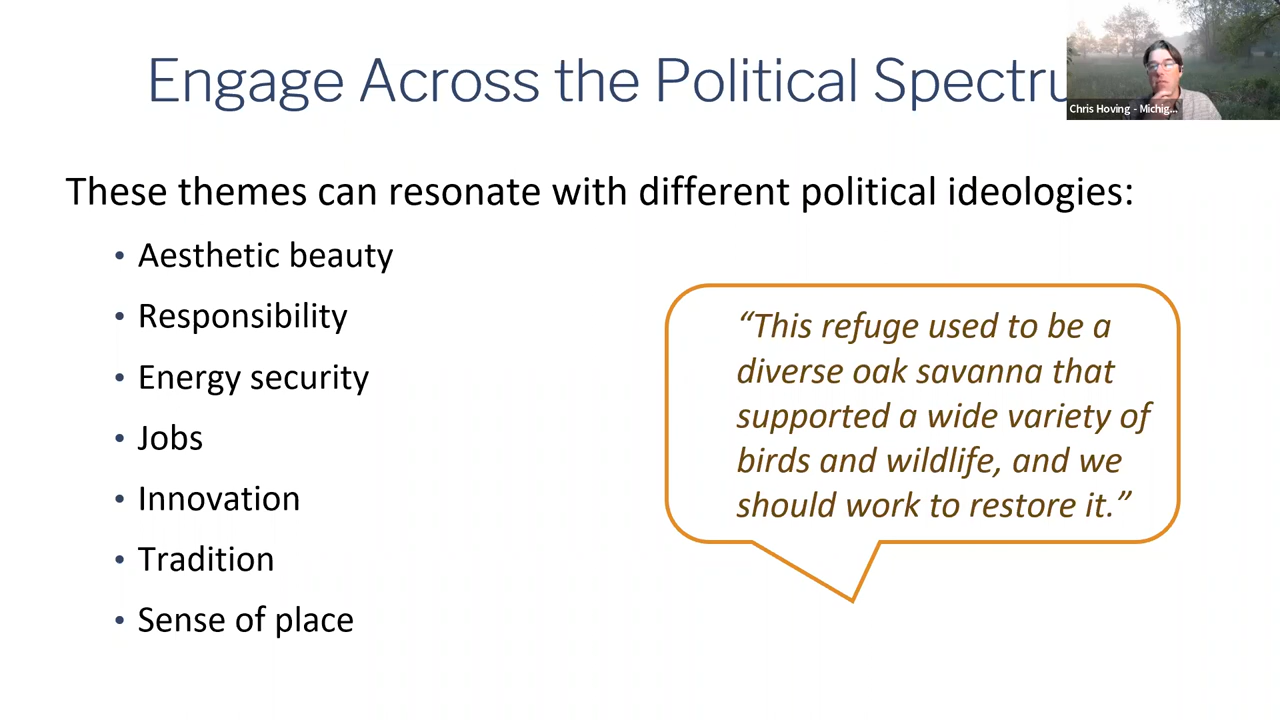 Engage Across the Political Spectru
Chris Hoving - Michig...
These themes can resonate with different political ideologies:
• Aesthetic beauty
• Responsibility
• Energy security
• Jobs
• Innovation
• Tradition
• Sense of place
“This refuge used to be a
diverse oak savanna that
supported a wide variety of
birds and wildlife, and we
should work to restore it.”